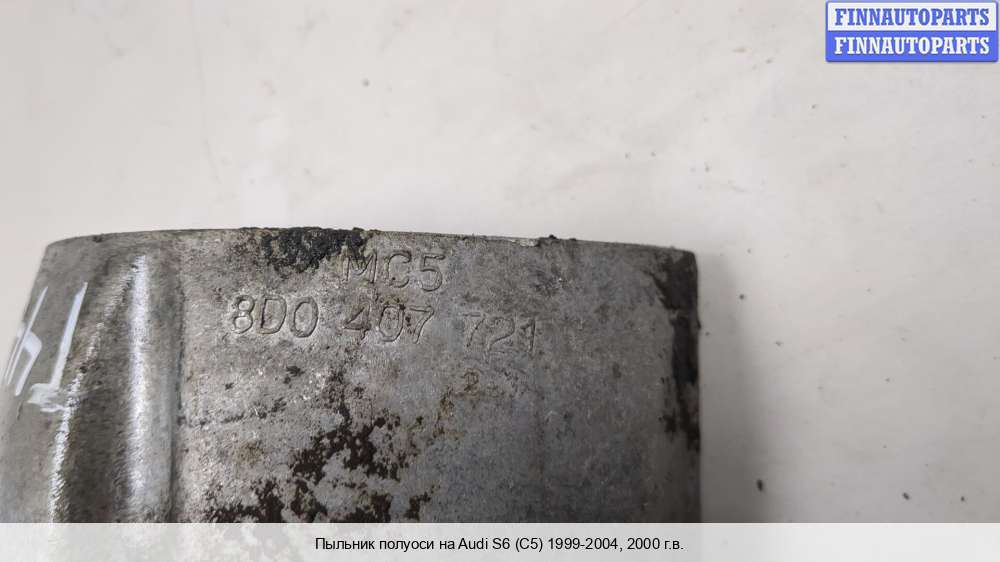 FINNAUTOPARTS
FINNAUTOPARTS
MC5
8D0 407 721
Пыльник полуоси на Audi S6 (C5) 1999-2004, 2000 г.в.